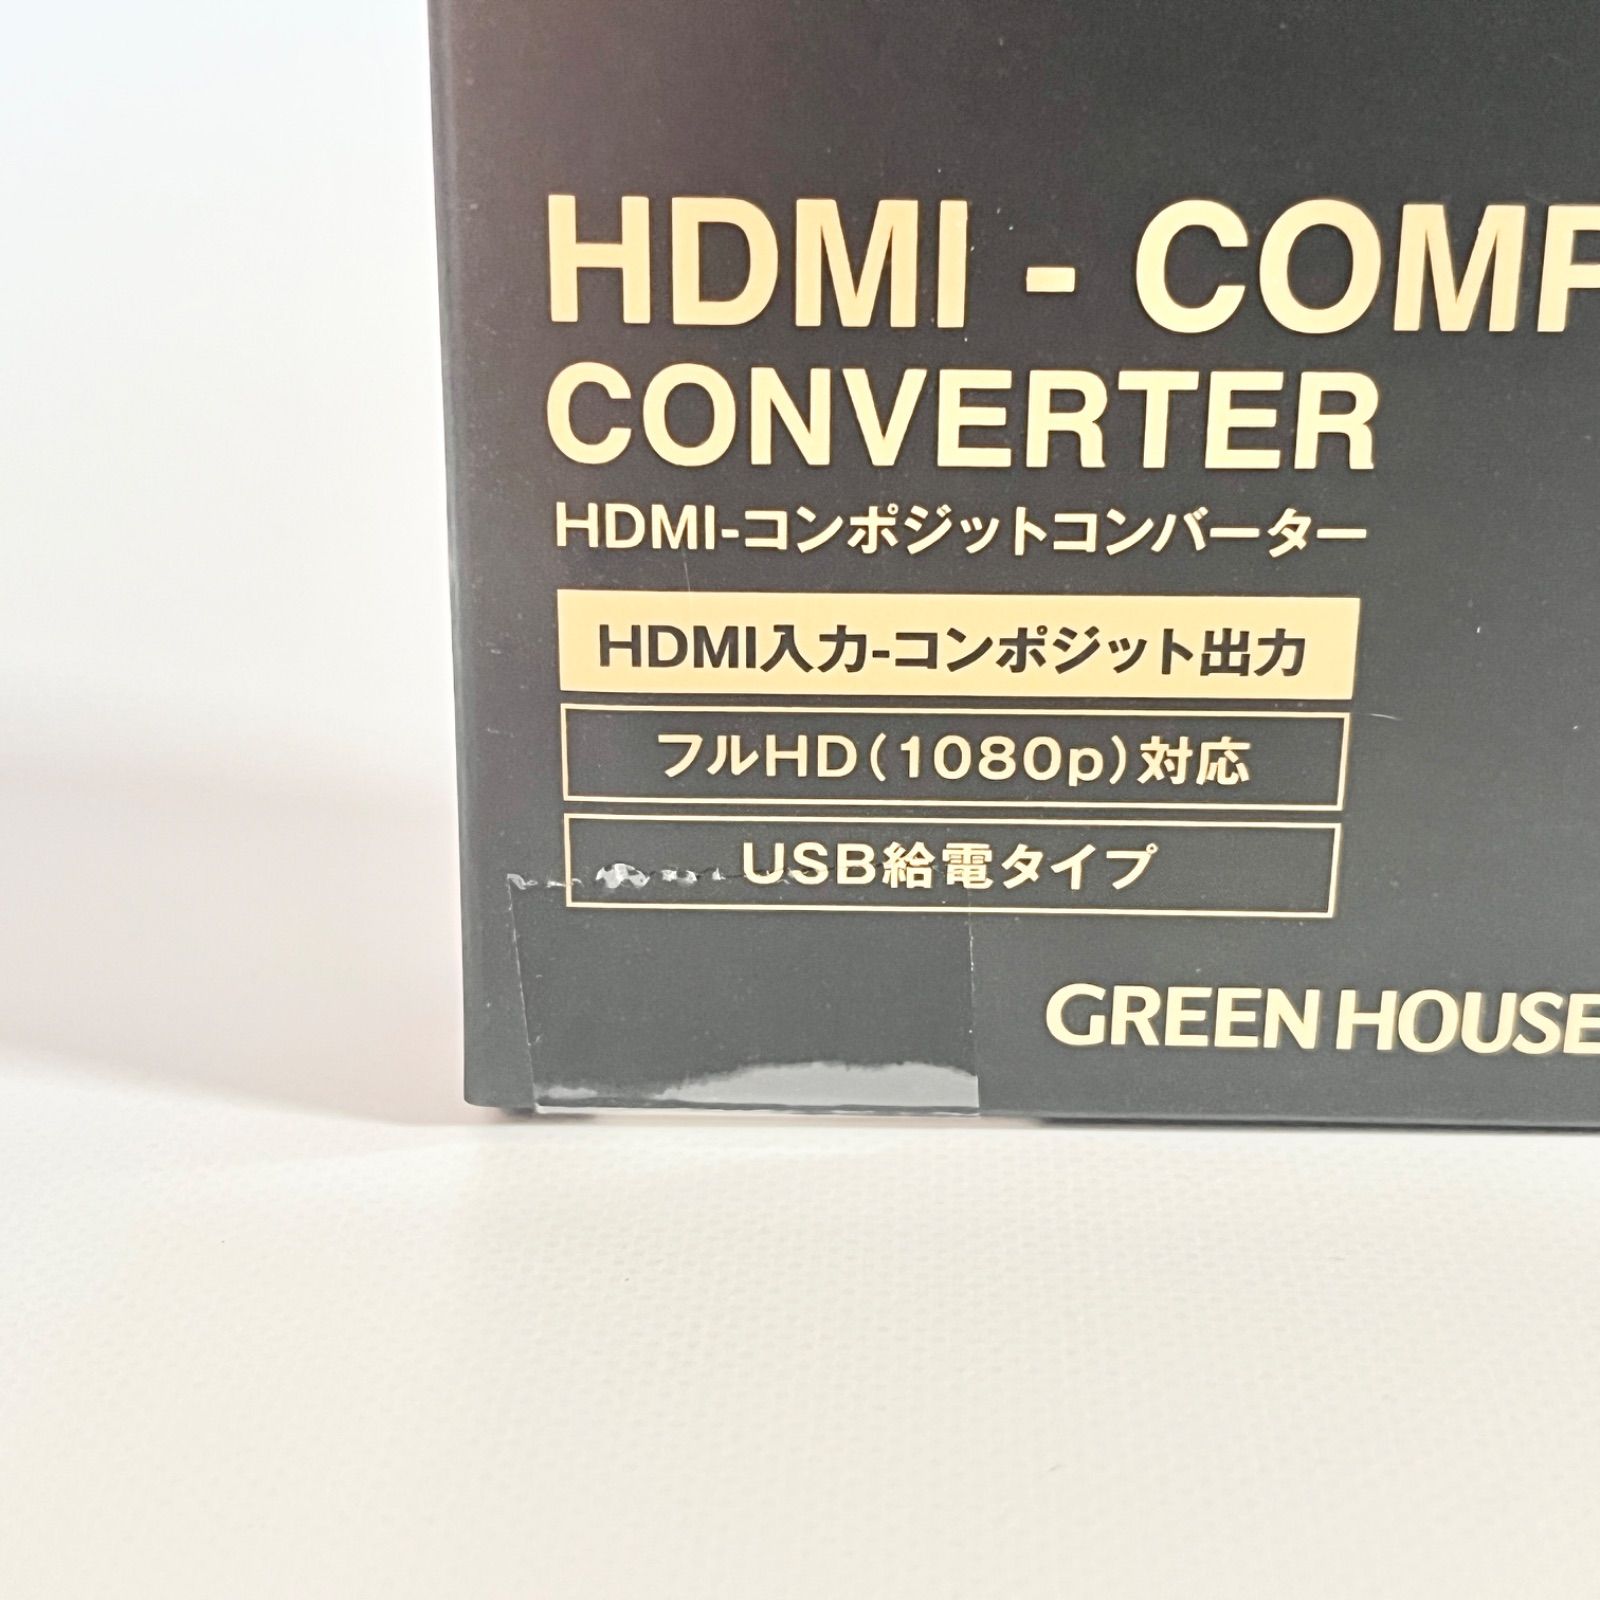 HDMI - COMP
CONVERTER
HDMI-コンポジットコンバーター
HDMI入力-コンポジット出力
フルHD(1080p)対応
USB給電タイプ
GREEN HOUSE